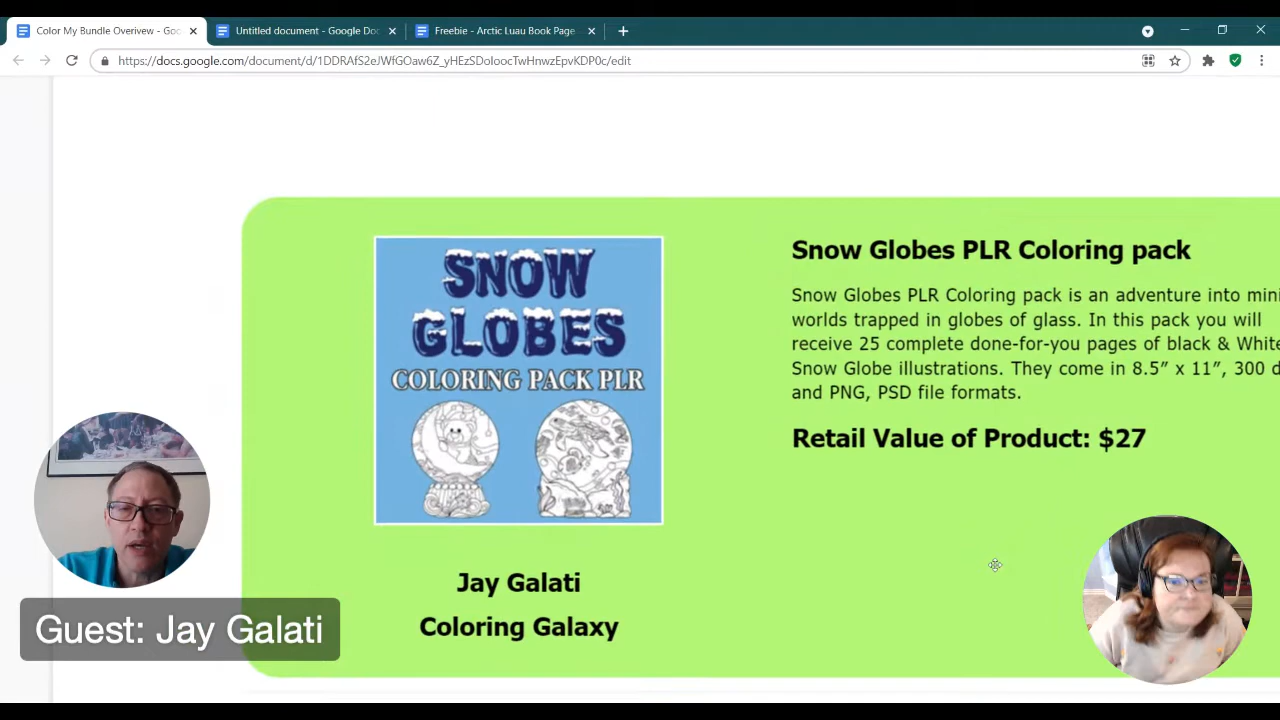 Color My Bundle Overivew - Goo
Untitled document - Google Doc
Freebie - Arctic Luau Book Page
https://docs.google.com/document/d/1DDRAfS2eJWfGOaw6Z_yHEzSDoIoocTwHnwzEpvKDP0c/edit
SNOW
GLOBES
COLORING PACK PLR
Snow Globes PLR Coloring pack
Snow Globes PLR Coloring pack is an adventure into mini
worlds trapped in globes of glass. In this pack you will
receive 25 complete done-for-you pages of black & White
Snow Globe illustrations. They come in 8.5″ x 11″, 300 d
and PNG, PSD file formats.
Retail Value of Product: $27
Jay Galati
Coloring Galaxy
Guest: Jay Galati